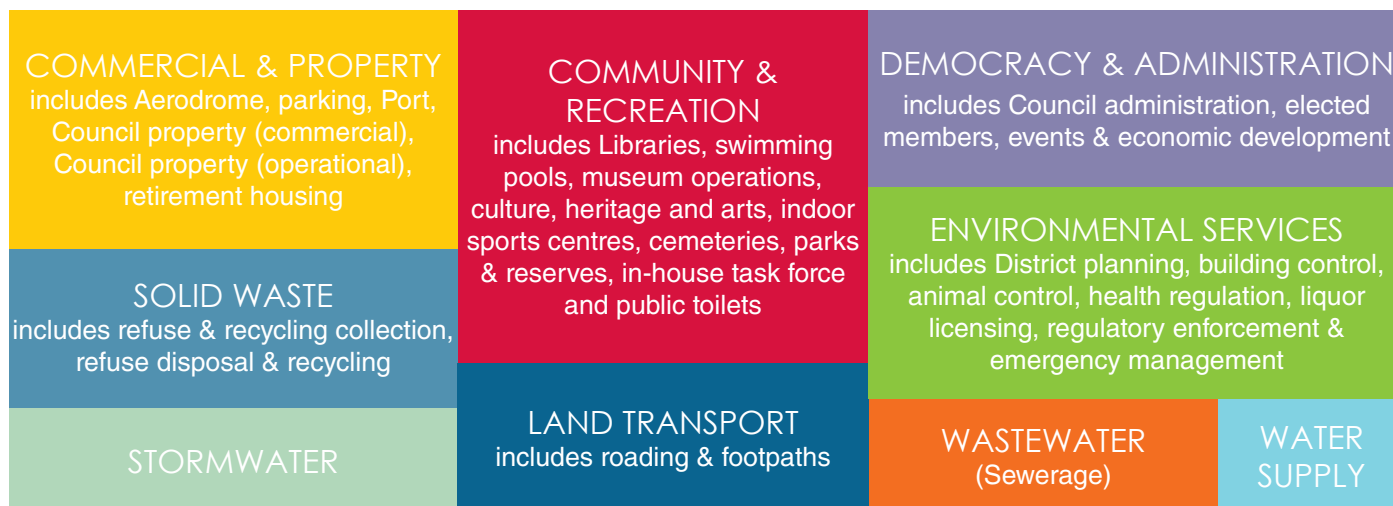 COMMERCIAL & PROPERTY
includes Aerodrome, parking, Port,
Council property (commercial),
Council property (operational),
retirement housing
SOLID WASTE
includes refuse & recycling collection,
refuse disposal & recycling
STORMWATER
COMMUNITY &
RECREATION
includes Libraries, swimming
pools, museum operations,
culture, heritage and arts, indoor
sports centres, cemeteries, parks
& reserves, in-house task force
and public toilets
LAND TRANSPORT
includes roading & footpaths
DEMOCRACY & ADMINISTRATION
includes Council administration, elected
members, events & economic development
ENVIRONMENTAL SERVICES
includes District planning, building control,
animal control, health regulation, liquor
licensing, regulatory enforcement &
emergency management
WASTEWATER
(Sewerage)
WATER
SUPPLY